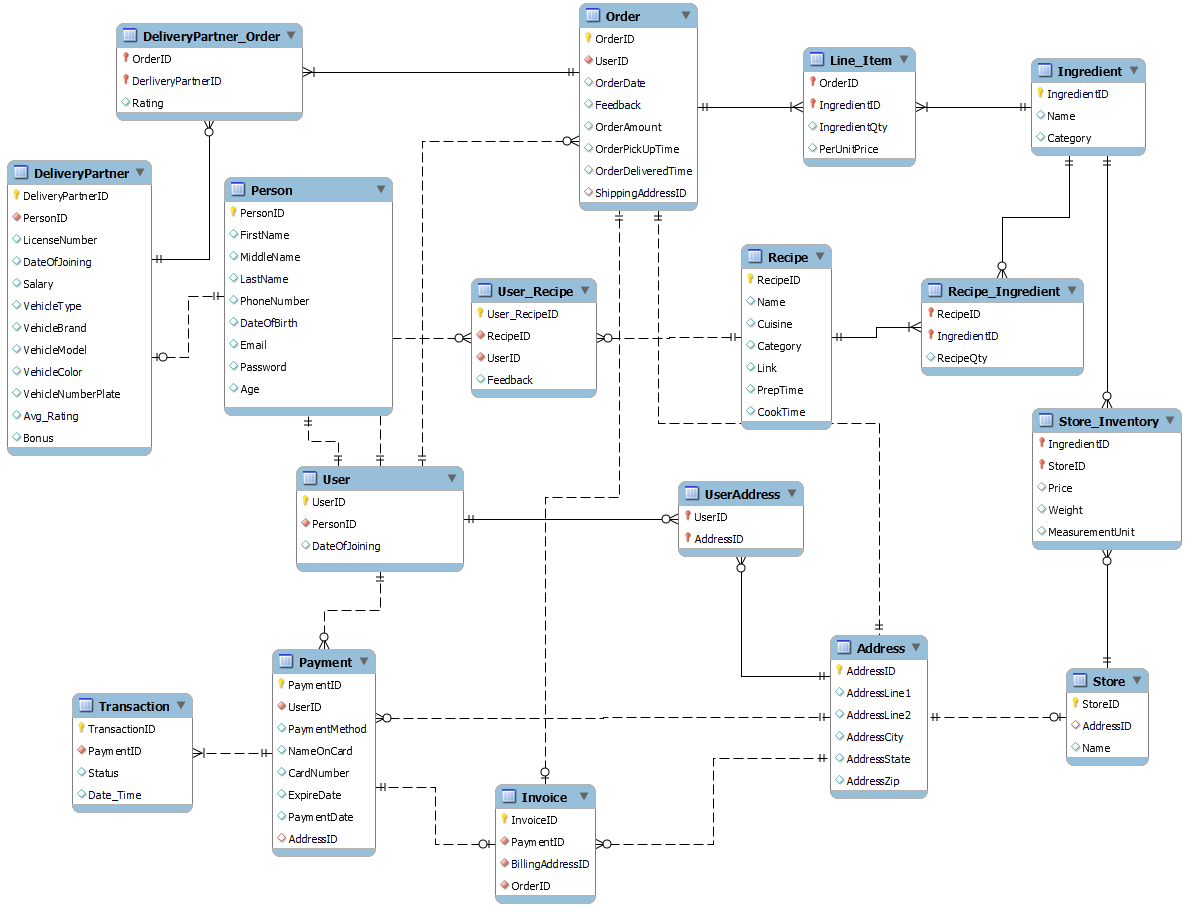 DeliveryPartner_Order
OrderID
DerliveryPartnerID
Rating
Order
OrderID
UserID
OrderDate
Feedback
OrderAmount
OrderPickUpTime
OrderDeliveredTime
ShippingAddressID
Line_Item
OrderID
IngredientID
IngredientQty
PerUnitPrice
Ingredient
IngredientID
Name
Category
DeliveryPartner
DeliveryPartnerID
PersonID
LicenseNumber
DateOfJoining
Salary
VehicleType
VehicleBrand
VehicleModel
VehicleColor
VehicleNumberPlate
Avg_Rating
Bonus
Person
PersonID
FirstName
MiddleName
LastName
PhoneNumber
DateOfBirth
Email
Password
Age
User_Recipe
User_RecipeID
RecipeID
UserID
Feedback
Recipe
RecipeID
Name
Cuisine
Category
Link
PrepTime
CookTime
Recipe_Ingredient
RecipeID
IngredientID
RecipeQty
Store_Inventory
IngredientID
StoreID
Price
Weight
MeasurementUnit
User
UserID
PersonID
DateOfJoining
UserAddress
UserID
AddressID
Payment
PaymentID
UserID
PaymentMethod
NameOnCard
CardNumber
ExpireDate
PaymentDate
AddressID
Address
AddressID
AddressLine1
AddressLine2
AddressCity
AddressState
AddressZip
Store
StoreID
AddressID
Name
Transaction
TransactionID
PaymentID
Status
Date_Time
Invoice
InvoiceID
PaymentID
BillingAddressID
OrderID